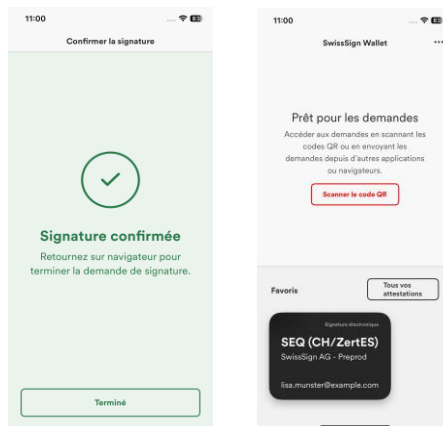 11:00
83
Confirmer la signature
Signature confirmée
Retournez sur navigateur pour
terminer la demande de signature.
Terminé
11:00
83
SwissSign Wallet
Prêt pour les demandes
Accéder aux demandes en scannant les
codes QR ou en envoyant les
demandes depuis d'autres applications
ou navigateurs.
Scanner le code QR
Favoris
Tous vos
attestations
Signature électronique
SEQ (CH/ZertES)
SwissSign AG - Preprod
lisa.munster@example.com